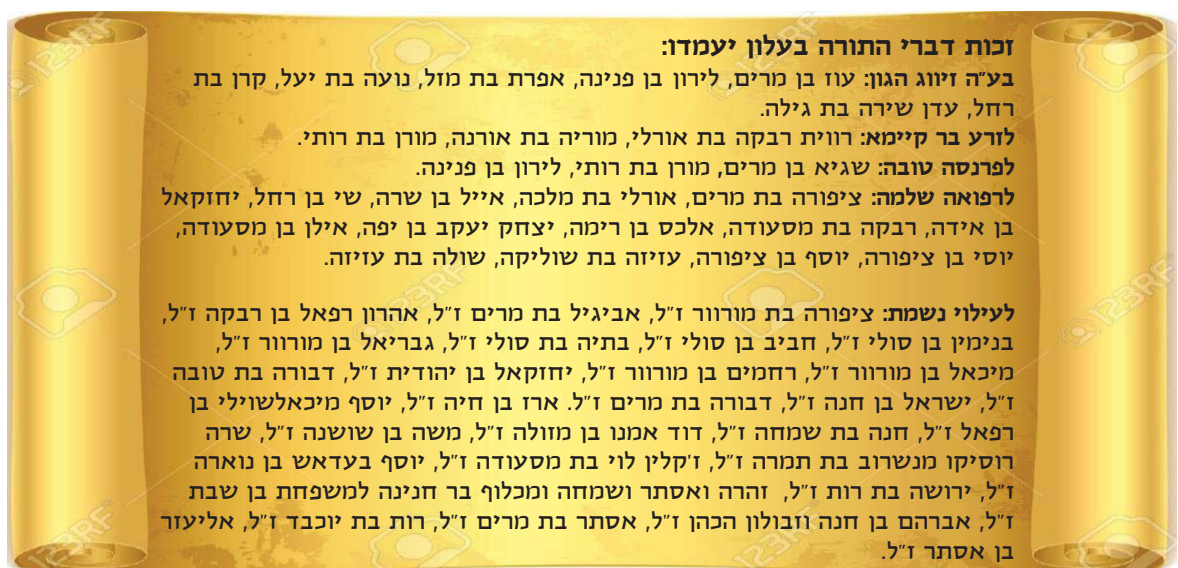 זכות דברי התורה בעלון יעמדו:
בע״ה זיווג הגון: עוז בן מרים, לירון בן פנינה, אפרת בת מזל, נועה בת יעל, קרן בת
רחל, עדן שירה בת גילה.
לזרע בר קיימא: רווית רבקה בת אורלי, מוריה בת אורנה, מורן בת רותי.
לפרנסה טובה: שגיא בן מרים, מורן בת רותי, לירון בן פנינה.
לרפואה שלמה: ציפורה בת מרים, אורלי בת מלכה, אייל בן שרה, שי בן רחל, יחזקאל
בן אידה, רבקה בת מסעודה, אלכס בן רימה, יצחק יעקב בן יפה, אילן בן מסעודה,
יוסי בן ציפורה, יוסף בן ציפורה, עזיזה בת שוליקה, שולה בת עזיזה.
לעילוי נשמת: ציפורה בת מורוור ז״ל, אביגיל בת מרים ז״ל, אהרון רפאל בן רבקה ז״ל,
בנימין בן סולי ז״ל, חביב בן סולי ז״ל, בתיה בת סולי ז״ל, גבריאל בן מורוור ז״ל,
מיכאל בן מורוור ז״ל, רחמים בן מורוור ז״ל, יחזקאל בן יהודית ז״ל, דבורה בת טובה
ז״ל, ישראל בן חנה ז״ל, דבורה בת מרים ז״ל. ארז בן חיה ז״ל, יוסף מיכאלשוילי בן
רפאל ז״ל, חנה בת שמחה ז״ל, דוד אמנו בן מזולה ז״ל, משה בן שושנה ז״ל, שרה
רוסיקו מנשרוב בת תמרה ז״ל, ז'קלין לוי בת מסעודה ז״ל, יוסף בעדאש בן נוארה
ז״ל, ירושה בת רות ז״ל, זהרה ואסתר ושמחה ומכלוף בר חנינה למשפחת בן שבת
ז״ל, אברהם בן חנה וזבולון הכהן ז״ל, אסתר בת מרים ז״ל, רות בת יוכבד ז״ל, אליעזר
בן אסתר ז״ל.
123RF